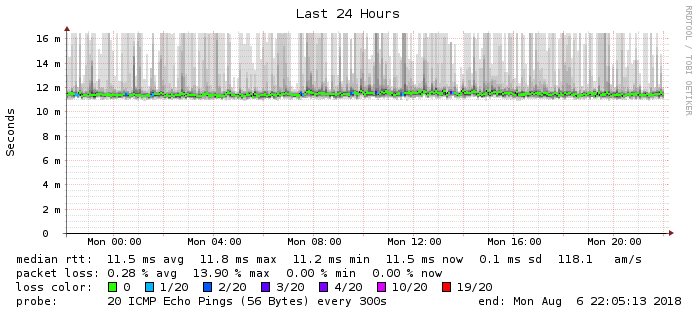 Last 24 Hours
RRDTOOL / TOBI OETIKER
Seconds
16 m
14 m
12 m
10 m
8 m
6 m
4 m
2 m
0
Mon 00:00 Mon 04:00 Mon 08:00 Mon 12:00 Mon 16:00 Mon 20:00
median rtt: 11.5 ms avg 11.8 ms max 11.2 ms min 11.5 ms now 0.1 ms sd 118.1 am/s
packet loss: 0.28 % avg 13.90 % max 0.00 % min 0.00 % now
loss color: 0 1/20 2/20 3/20 4/20 10/20 19/20
probe: 20 ICMP Echo Pings (56 Bytes) every 300s end: Mon Aug 6 22:05:13 2018